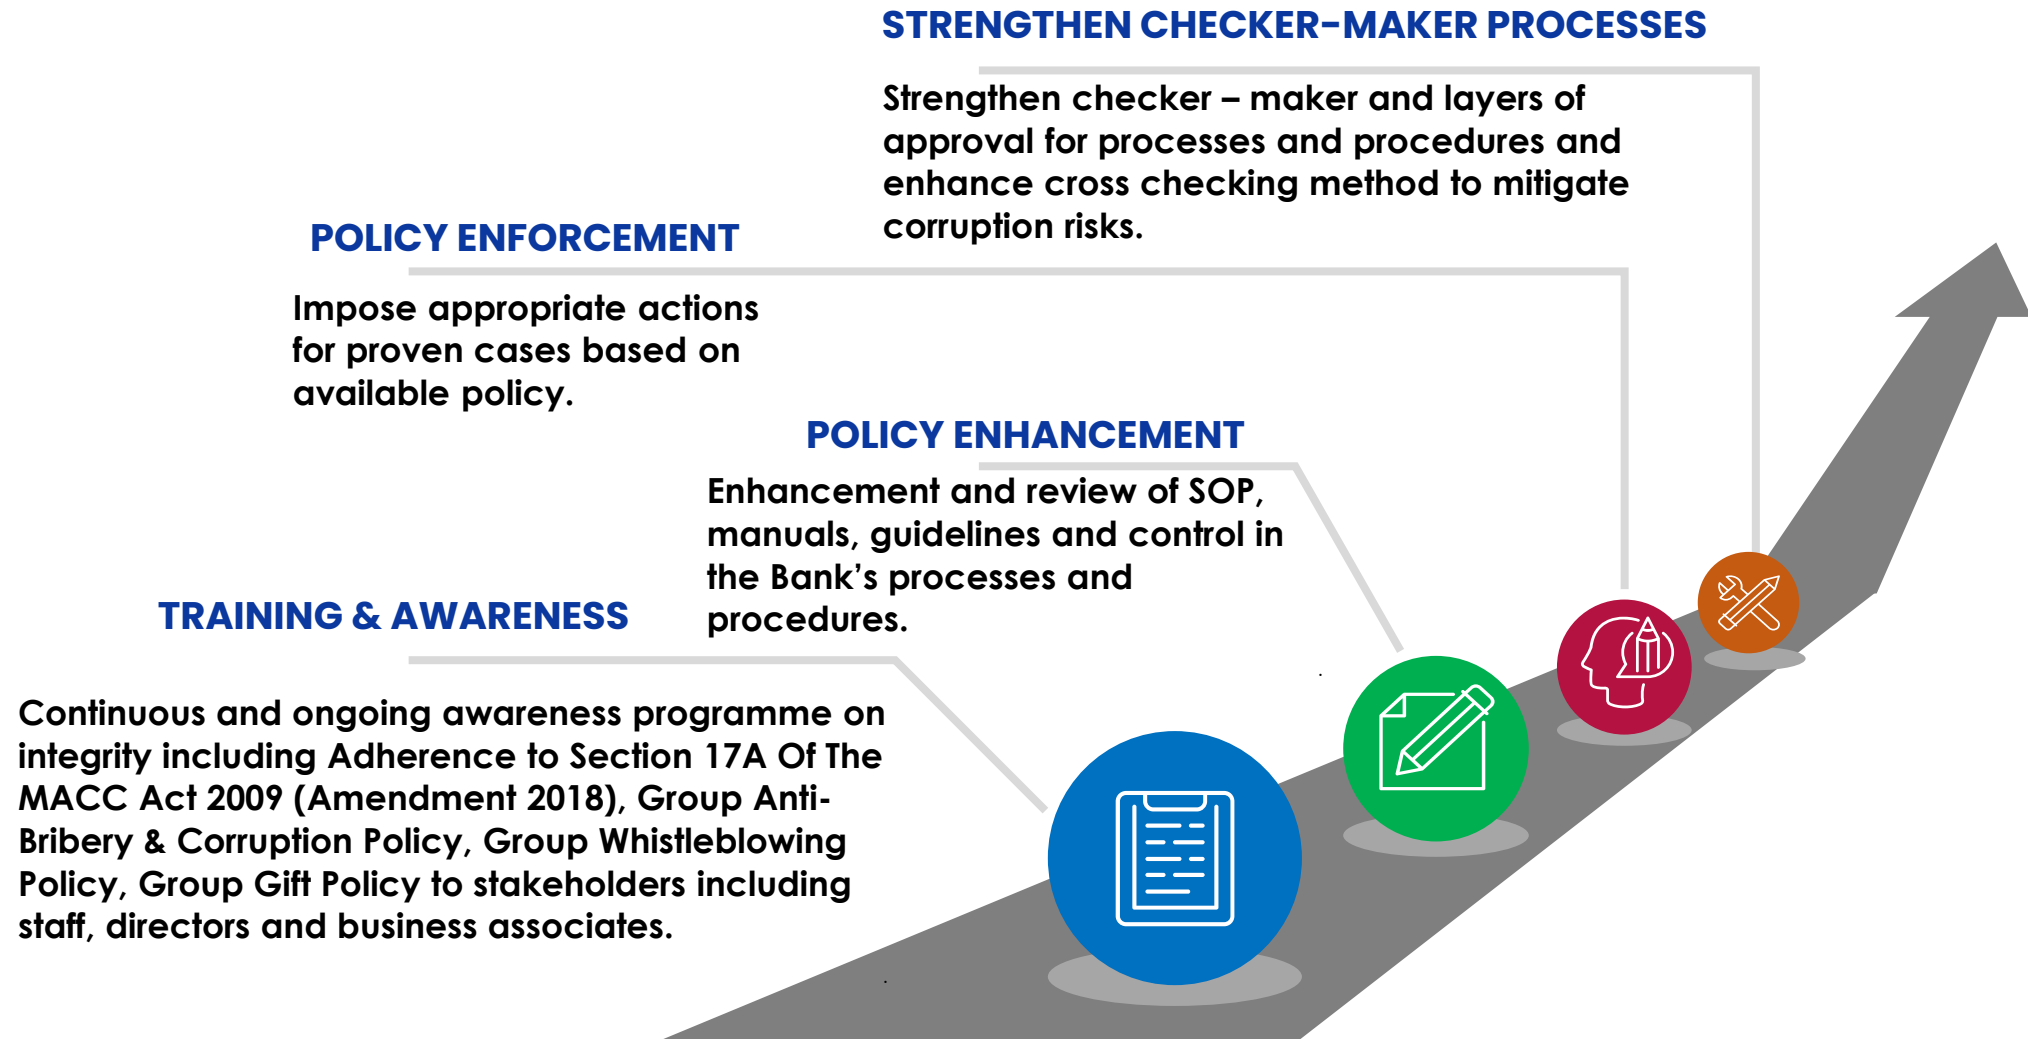 STRENGTHEN CHECKER-MAKER PROCESSES
Strengthen checker – maker and layers of
approval for processes and procedures and
enhance cross checking method to mitigate
corruption risks.
POLICY ENFORCEMENT
Impose appropriate actions
for proven cases based on
available policy.
POLICY ENHANCEMENT
Enhancement and review of SOP,
manuals, guidelines and control in
the Bank’s processes and
procedures.
TRAINING & AWARENESS
Continuous and ongoing awareness programme on
integrity including Adherence to Section 17A Of The
MACC Act 2009 (Amendment 2018), Group Anti-
Bribery & Corruption Policy, Group Whistleblowing
Policy, Group Gift Policy to stakeholders including
staff, directors and business associates.